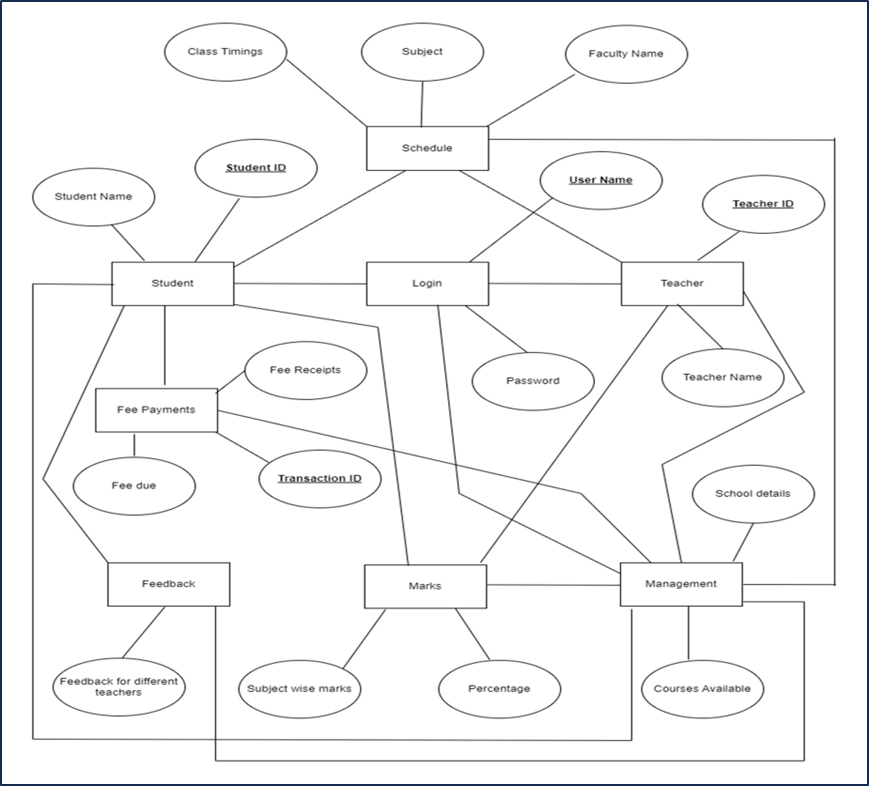 Class Timings
Subject
Faculty Name
Schedule
Student ID
User Name
Student Name
Teacher ID
Student
Login
Teacher
Fee Receipts
Password
Teacher Name
Fee Payments
Fee due
Transaction ID
School details
Feedback
Marks
Management
Feedback for different
teachers
Subject wise marks
Percentage
Courses Available